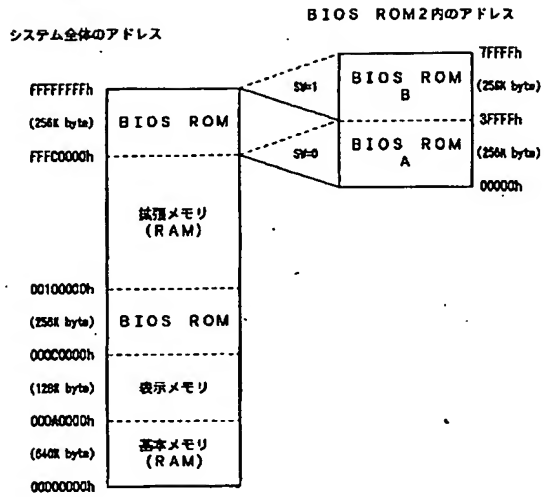 BIOS ROM2内のアドレス
システム全体のアドレス
7FFFFh
FFFFFFFFh
SW=1
BIOS ROM
B
(256K byte)
(256K byte)
BIOS ROM
3FFFFh
FFFC0000h
SW=0
BIOS ROM
A
(256K byte)
00000h
拡張メモリ
(RAM)
00100000h
(256K byte)
BIOS ROM
000C0000h
(128K byte)
表示メモリ
000A0000h
(640K byte)
基本メモリ
(RAM)
00000000h